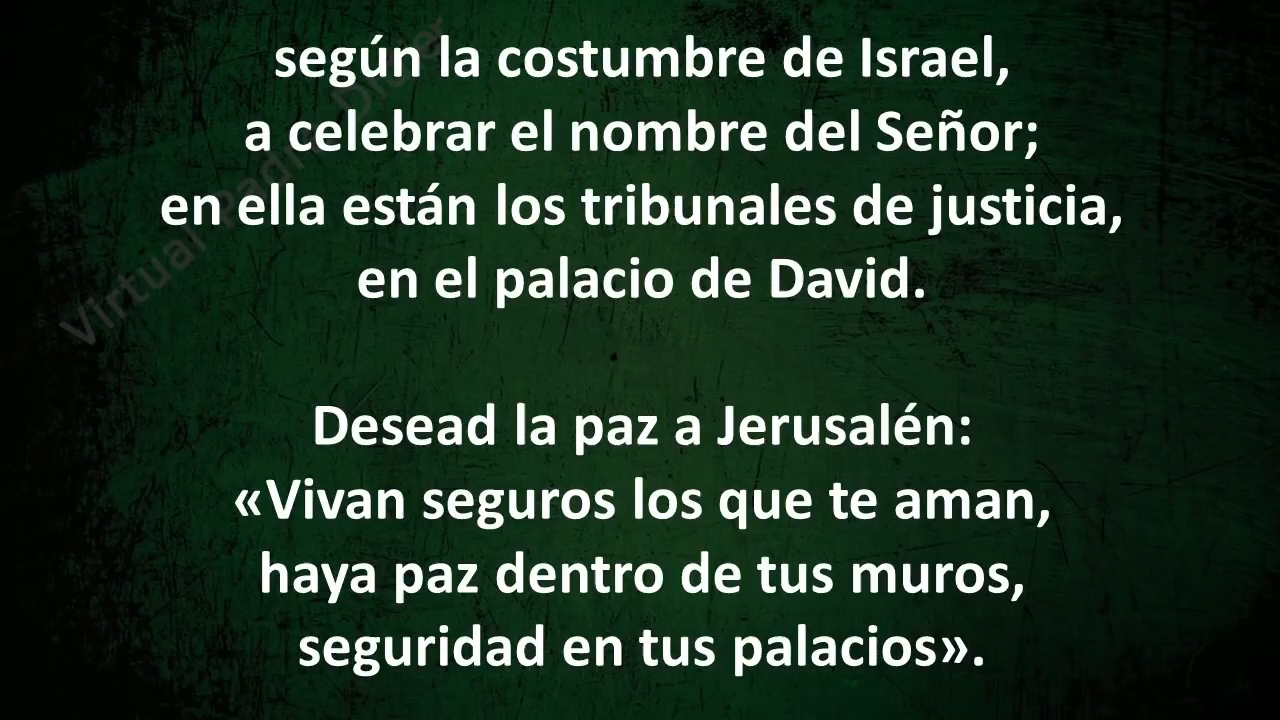 según la costumbre de Israel,
a celebrar el nombre del Señor;
en ella están los tribunales de justicia,
en el palacio de David.
Desead la paz a Jerusalén:
«Vivan seguros los que te aman,
haya paz dentro de tus muros,
seguridad en tus palacios».
Virtual